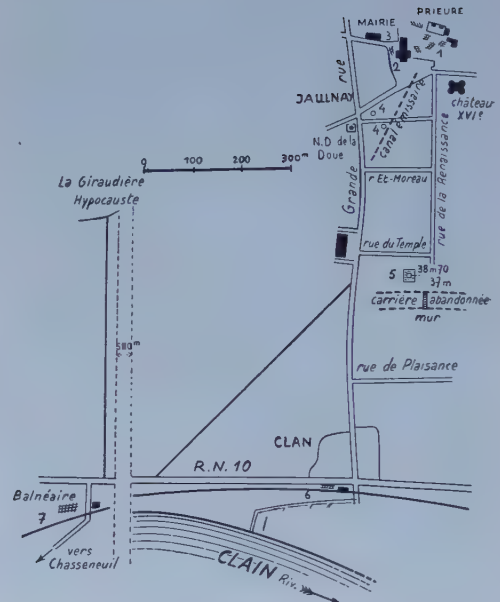 PRIEURE
MAIRIE
3
1
2
rue
JAULNAY
4
4
château
XVIe
canal émissaire
N.D de la
Doue
0 100 200 300m
La Giraudière
Hypocauste
r Et-Moreau
Grande
rue de la Renaissance
rue du Temple
5
38m70
37m
carrière abandonnée
mur
rue de Plaisance
CLAN
R.N. 10
Balnéaire
7
6
vers
Chasseneuil
CLAIN Riv.